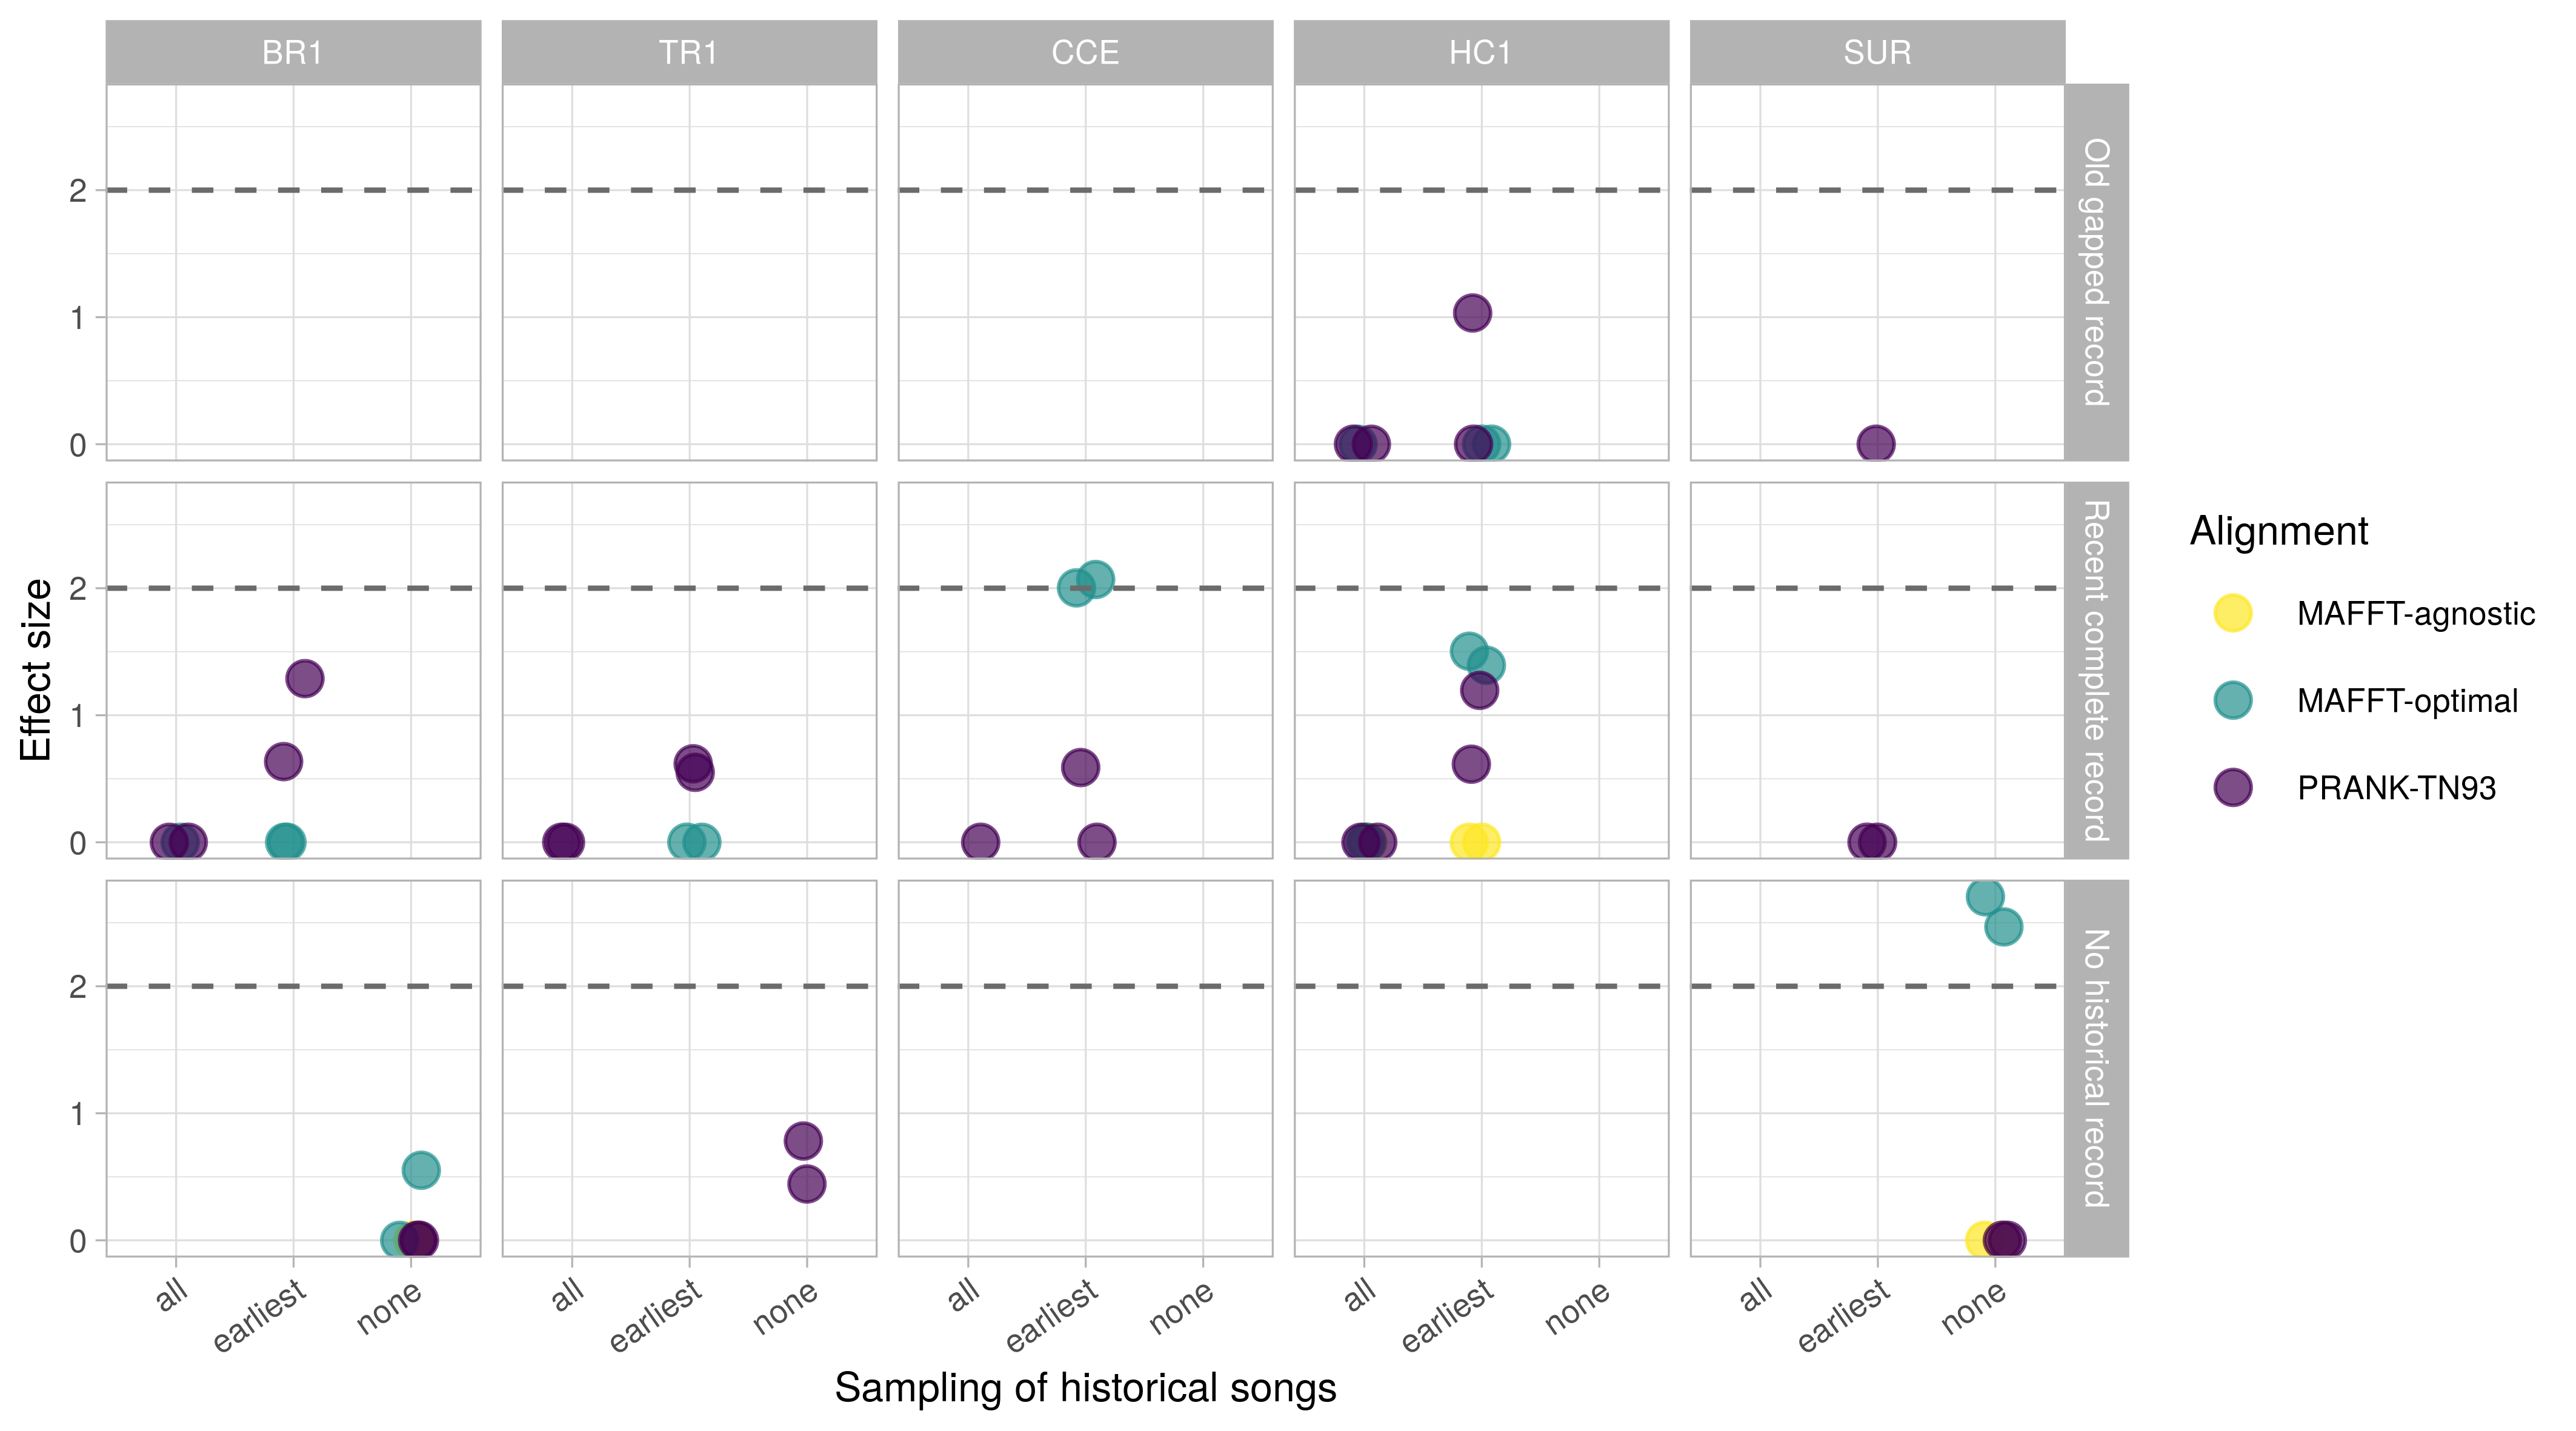 BR1
TR1
CCE
HC1
SUR
Effect size
2
1
0
Old gapped record
2
1
0
Recent complete record
2
1
0
No historical record
all
earliest
none
all
earliest
none
all
earliest
none
all
earliest
none
all
earliest
none
Sampling of historical songs
Alignment
MAFFT-agnostic
MAFFT-optimal
PRANK-TN93